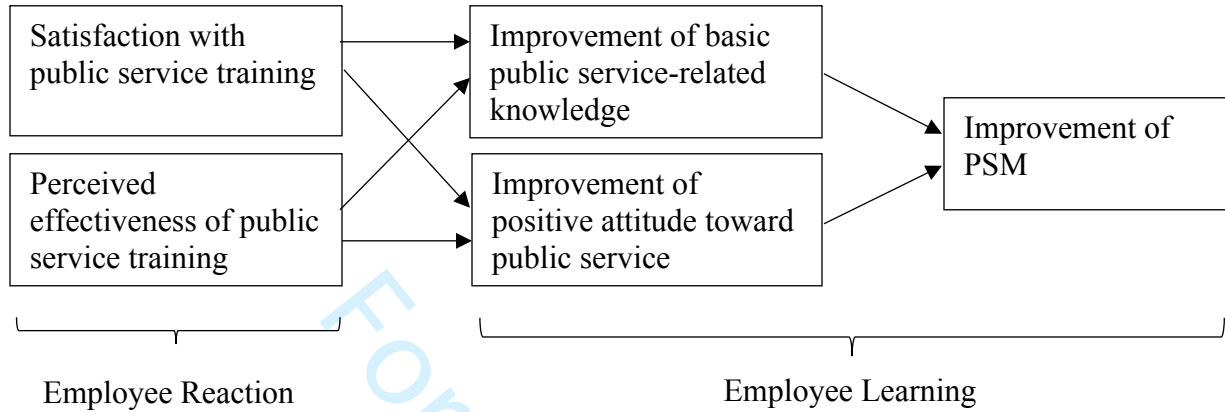 Satisfaction with
public service training
Improvement of basic
public service-related
knowledge
Improvement of
PSM
Perceived
effectiveness of public
service training
Improvement of
positive attitude toward
public service
For
Employee Reaction
Employee Learning